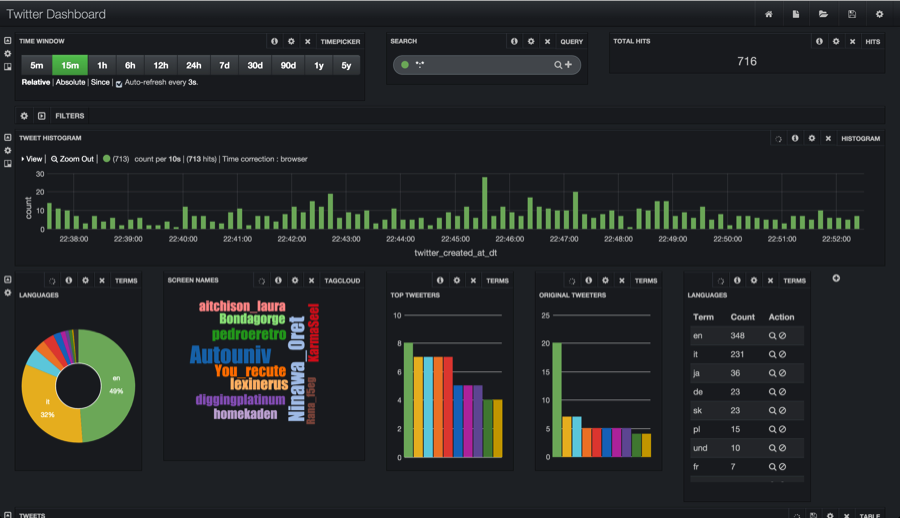 Twitter Dashboard
TIME WINDOW
TIMEPICKER
5m 15m 1h 6h 12h 24h 7d 30d 90d 1y 5y
Relative | Absolute | Since | Auto-refresh every 3s.
SEARCH
QUERY
*:*
TOTAL HITS
HITS
716
FILTERS
TWEET HISTOGRAM
HISTOGRAM
View | Zoom Out | (713) count per 10s | (713 hits) | Time correction : browser
30
20
10
0
count
22:38:00 22:39:00 22:40:00 22:41:00 22:42:00 22:43:00 22:44:00 22:45:00 22:46:00 22:47:00 22:48:00 22:49:00 22:50:00 22:51:00 22:52:00
twitter_created_at_dt
TERMS
LANGUAGES
en
49%
it
32%
SCREEN NAMES
TAGCLOUD
aitchison_laura
Bondagorge
pedroeretro
Autouniv
You_recute
lexinerus
diggingplatinum
homekaden
Ninawa_Oret
KarmaSeel
TERMS
TOP TWEETERS
10
8
6
4
2
0
TERMS
ORIGINAL TWEETERS
25
20
15
10
5
0
TERMS
LANGUAGES
Term Count Action
en 348
it 231
ja 36
de 23
sk 23
pl 15
und 10
fr 7
TWEETS
TABLE